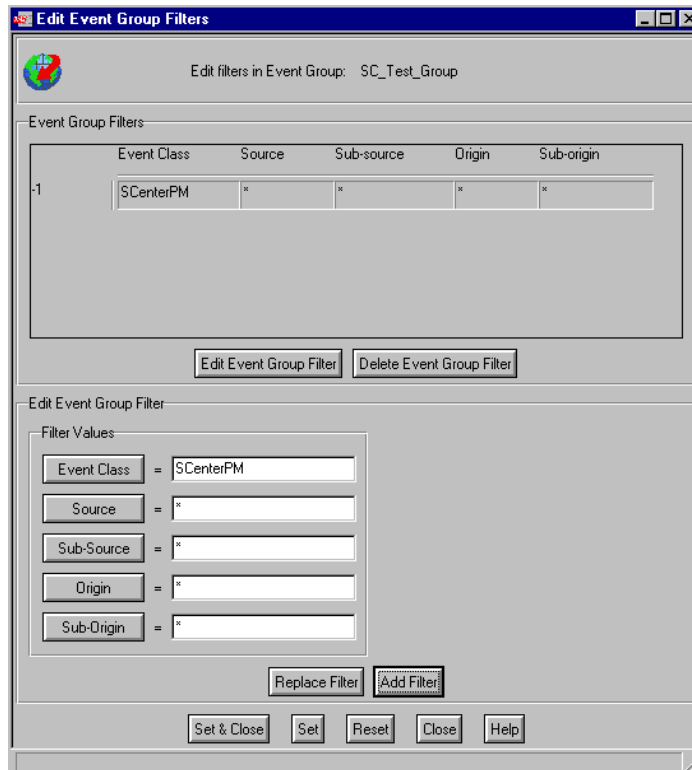 Edit Event Group Filters
Edit filters in Event Group: SC_Test_Group
Event Group Filters
Event Class Source Sub-source Origin Sub-origin
-1 SCenterPM * * * *
Edit Event Group Filter Delete Event Group Filter
Edit Event Group Filter
Filter Values
Event Class = SCenterPM
Source = *
Sub-Source = *
Origin = *
Sub-Origin = *
Replace Filter Add Filter
Set & Close Set Reset Close Help